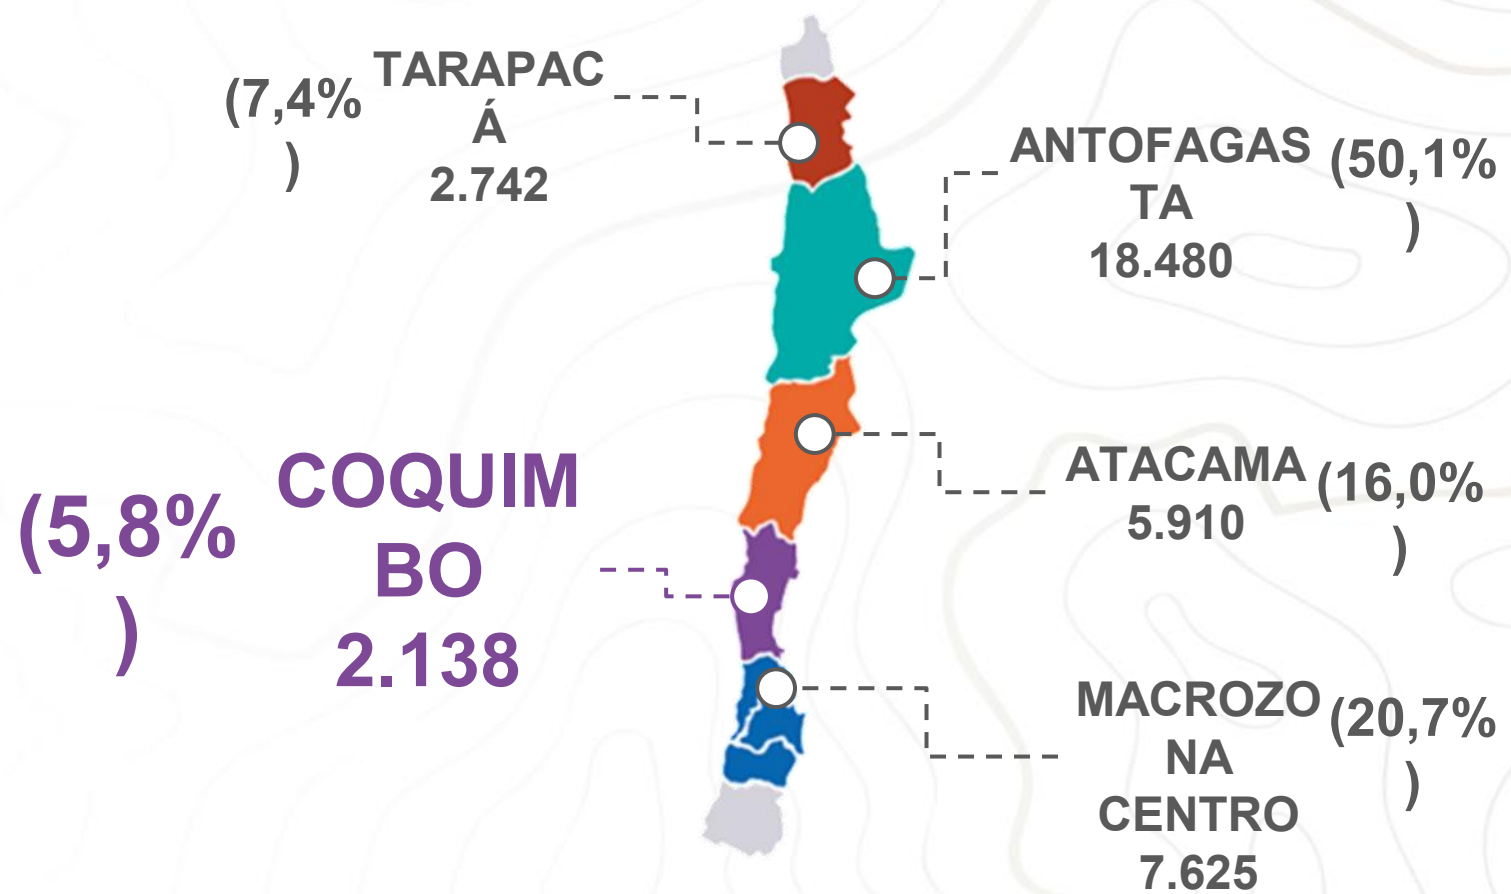 (7,4%
)
TARAPAC
Á
2.742
ANTOFAGAS
TA
18.480
(50,1%
)
COQUIM
BO
2.138
(5,8%
)
ATACAMA
5.910
(16,0%
)
MACROZO
NA
CENTRO
7.625
(20,7%
)